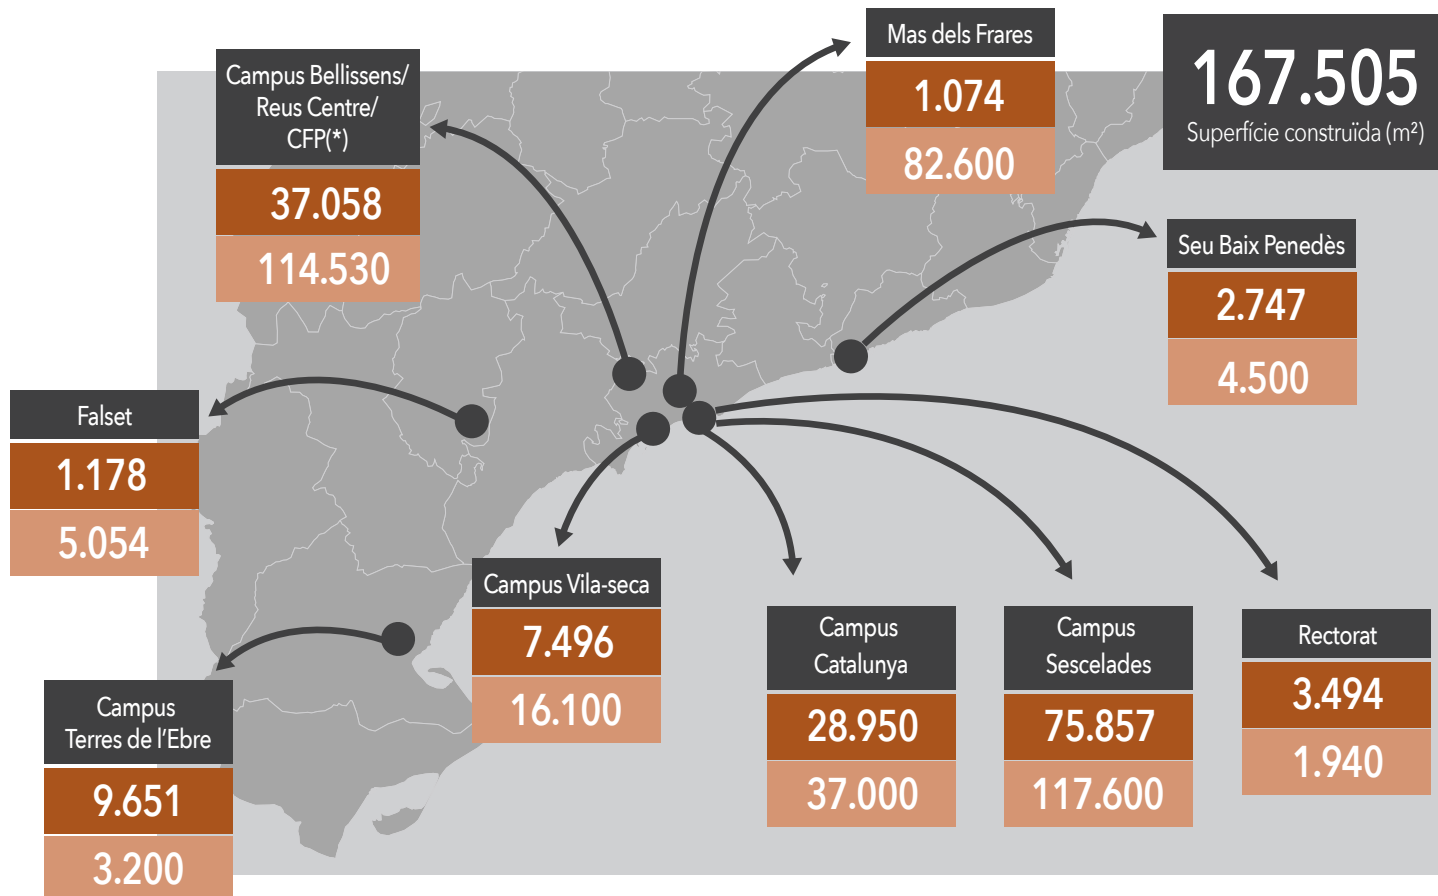 Mas dels Frares
1.074
82.600
167.505
Superfície construïda (m²)
Campus Bellissens/
Reus Centre/
CFP(*)
37.058
114.530
Seu Baix Penedès
2.747
4.500
Falset
1.178
5.054
Campus Vila-seca
7.496
16.100
Campus
Catalunya
28.950
37.000
Campus
Sescelades
75.857
117.600
Rectorat
3.494
1.940
Campus
Terres de l'Ebre
9.651
3.200